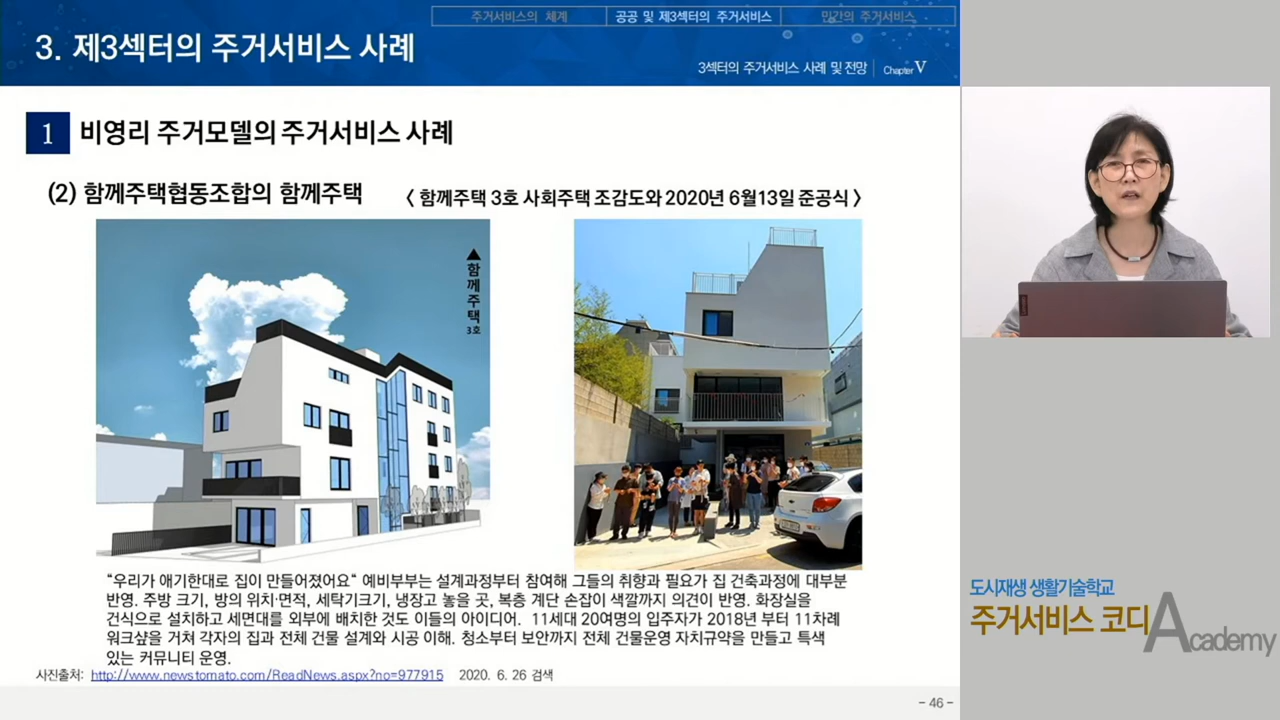 주거서비스의 체계
공공 및 제3섹터의 주거서비스
민간의 주거서비스
3. 제3섹터의 주거서비스 사례
3섹터의 주거서비스 사례 및 전망
Chapter V
1 비영리 주거모델의 주거서비스 사례
(2) 함께주택협동조합의 함께주택
< 함께주택 3호 사회주택 조감도와 2020년 6월13일 준공식 >
▲함께주택 3호
“우리가 얘기한대로 집이 만들어졌어요“ 예비부부는 설계과정부터 참여해 그들의 취향과 필요가 집 건축과정에 대부분
반영. 주방 크기, 방의 위치·면적, 세탁기크기, 냉장고 놓을 곳, 복층 계단 손잡이 색깔까지 의견이 반영. 화장실을
건식으로 설치하고 세면대를 외부에 배치한 것도 이들의 아이디어. 11세대 20여명의 입주자가 2018년 부터 11차례
워크샾을 거쳐 각자의 집과 전체 건물 설계와 시공 이해. 청소부터 보안까지 전체 건물운영 자치규약을 만들고 특색
있는 커뮤니티 운영.
사진출처: http://www.newstomato.com/ReadNews.aspx?no=977915 2020. 6. 26 검색
- 46 -
도시재생 생활기술학교
주거서비스 코디 Academy